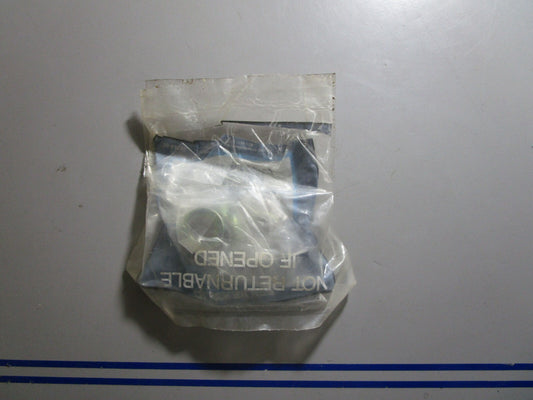 NOT RETURNABLE
IF OPENED